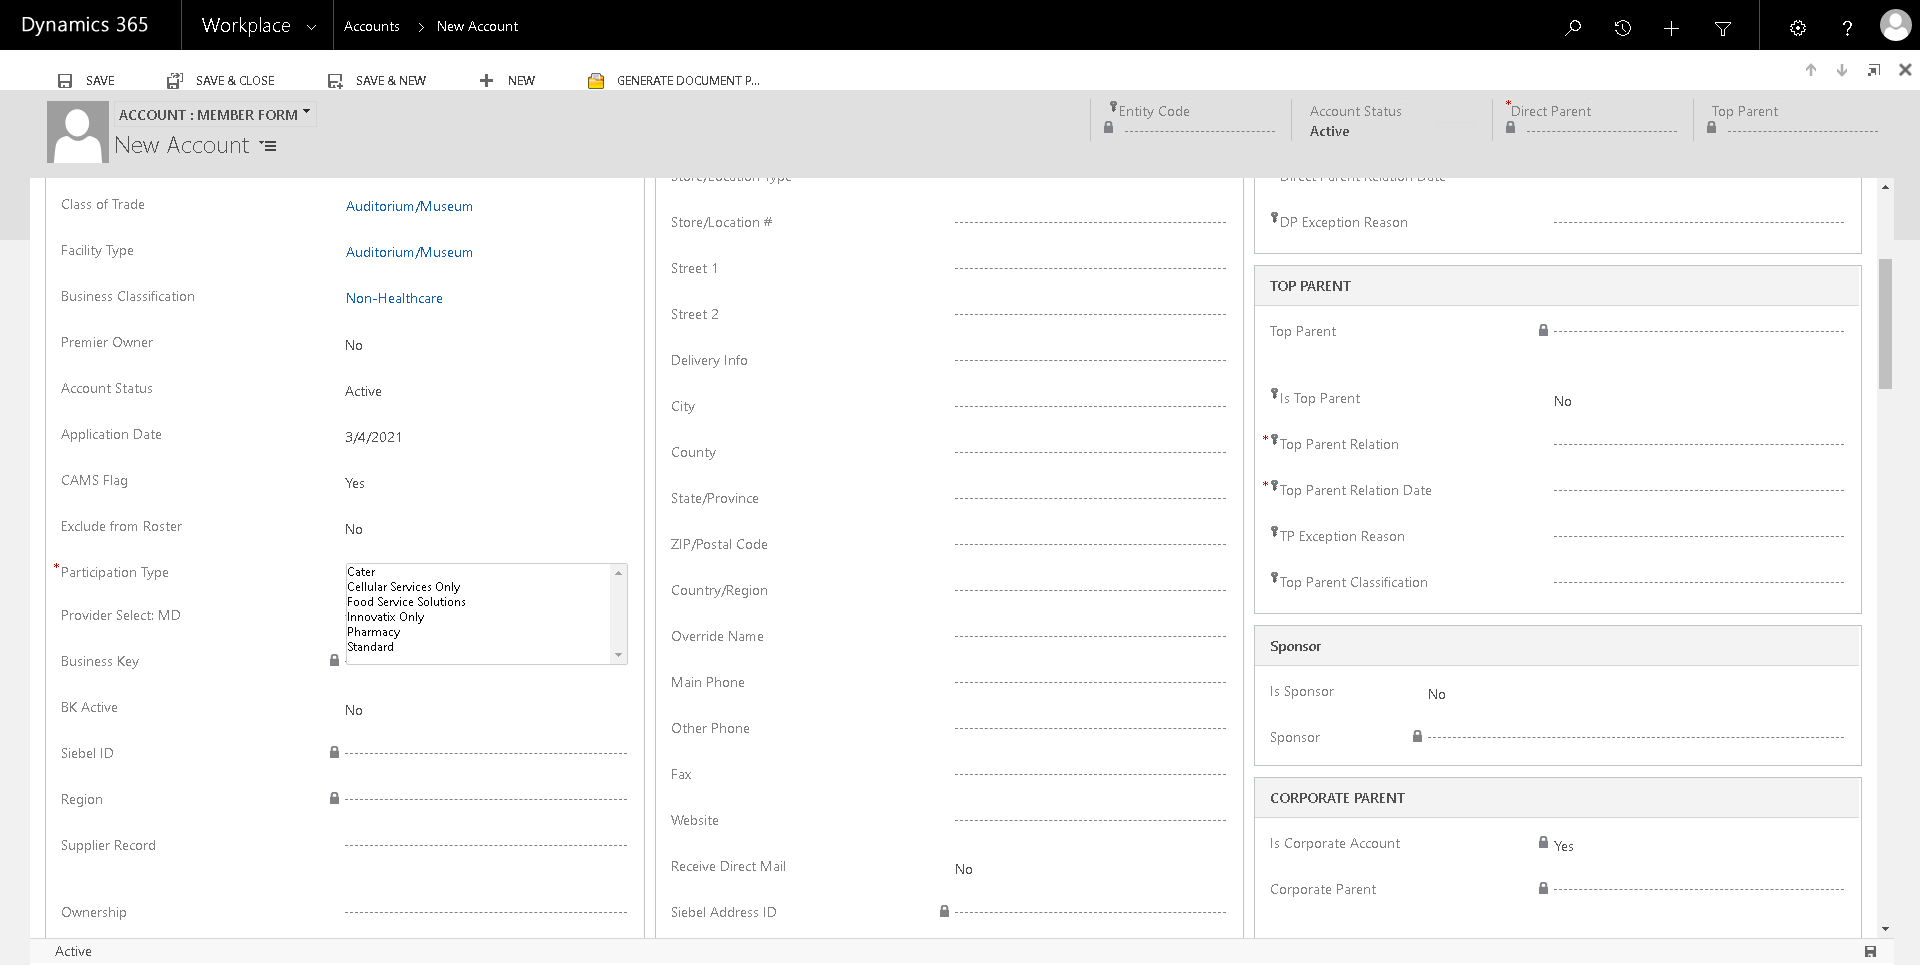 Dynamics 365
Workplace
Accounts > New Account
SAVE
SAVE & CLOSE
SAVE & NEW
NEW
GENERATE DOCUMENT P...
ACCOUNT : MEMBER FORM
New Account
Entity Code
Account Status
Active
*Direct Parent
Top Parent
Class of Trade
Auditorium/Museum
Facility Type
Auditorium/Museum
Business Classification
Non-Healthcare
Premier Owner
No
Account Status
Active
Application Date
3/4/2021
CAMS Flag
Yes
Exclude from Roster
No
*Participation Type
Cater
Cellular Services Only
Food Service Solutions
Innovatix Only
Pharmacy
Standard
Provider Select: MD
Business Key
BK Active
No
Siebel ID
Region
Supplier Record
Ownership
Store/Location Type
Store/Location #
Street 1
Street 2
Delivery Info
City
County
State/Province
ZIP/Postal Code
Country/Region
Override Name
Main Phone
Other Phone
Fax
Website
Receive Direct Mail
No
Siebel Address ID
Direct Parent Relation Date
DP Exception Reason
TOP PARENT
Top Parent
Is Top Parent
No
*Top Parent Relation
*Top Parent Relation Date
TP Exception Reason
Top Parent Classification
Sponsor
Is Sponsor
No
Sponsor
CORPORATE PARENT
Is Corporate Account
Yes
Corporate Parent
Active